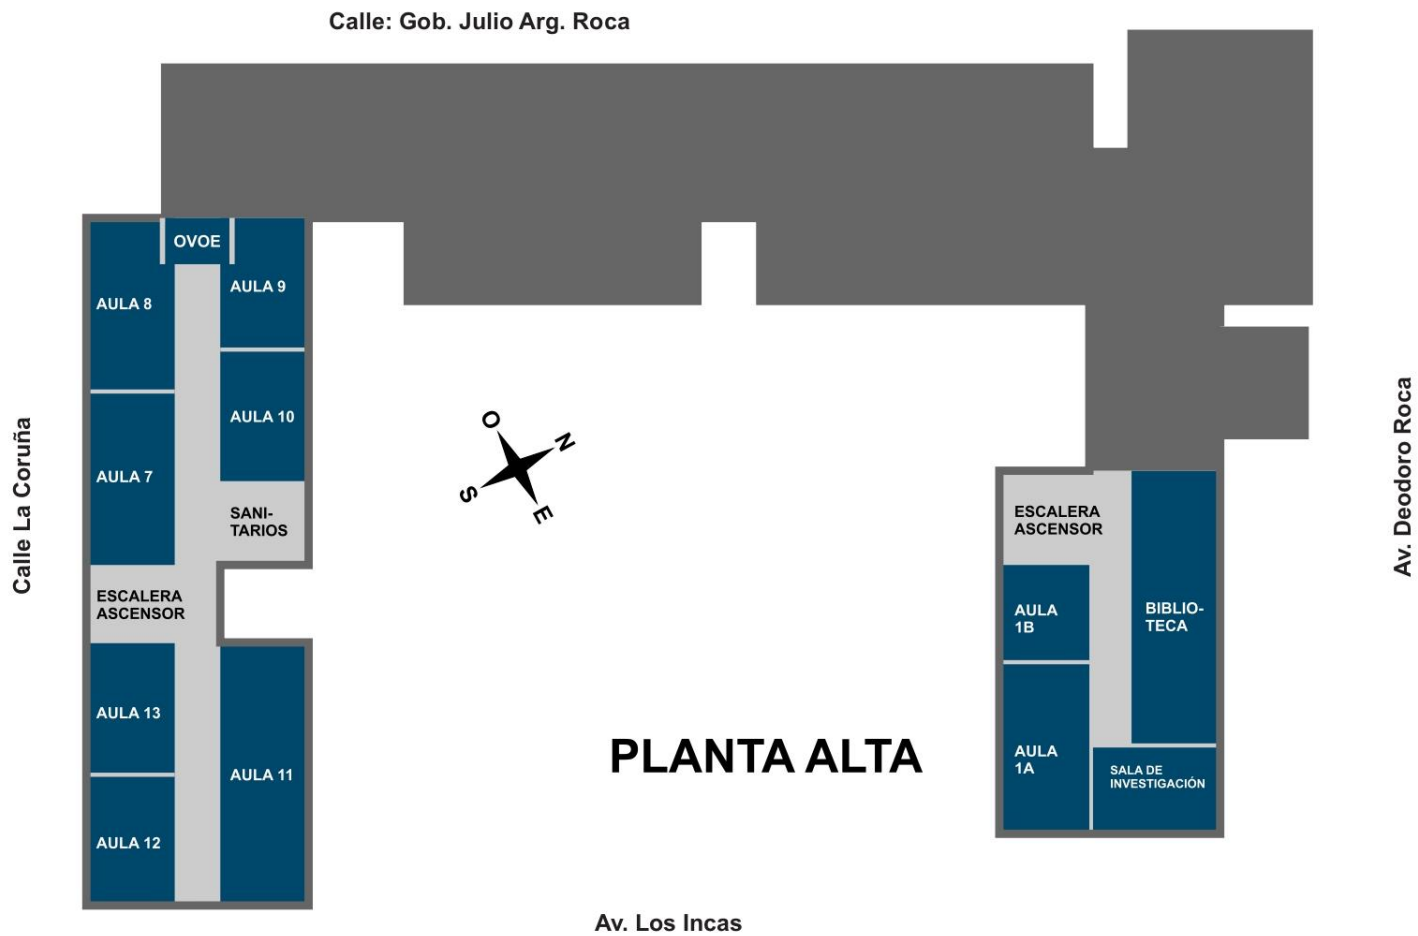 Calle: Gob. Julio Arg. Roca
OVOE
AULA 8
AULA 9
AULA 10
AULA 7
SANI-
TARIOS
ESCALERA
ASCENSOR
AULA 13
AULA 11
AULA 12
Calle La Coruña
O
N
S
E
PLANTA ALTA
ESCALERA
ASCENSOR
AULA
1B
BIBLIO-
TECA
AULA
1A
SALA DE
INVESTIGACIÓN
Av. Deodoro Roca
Av. Los Incas